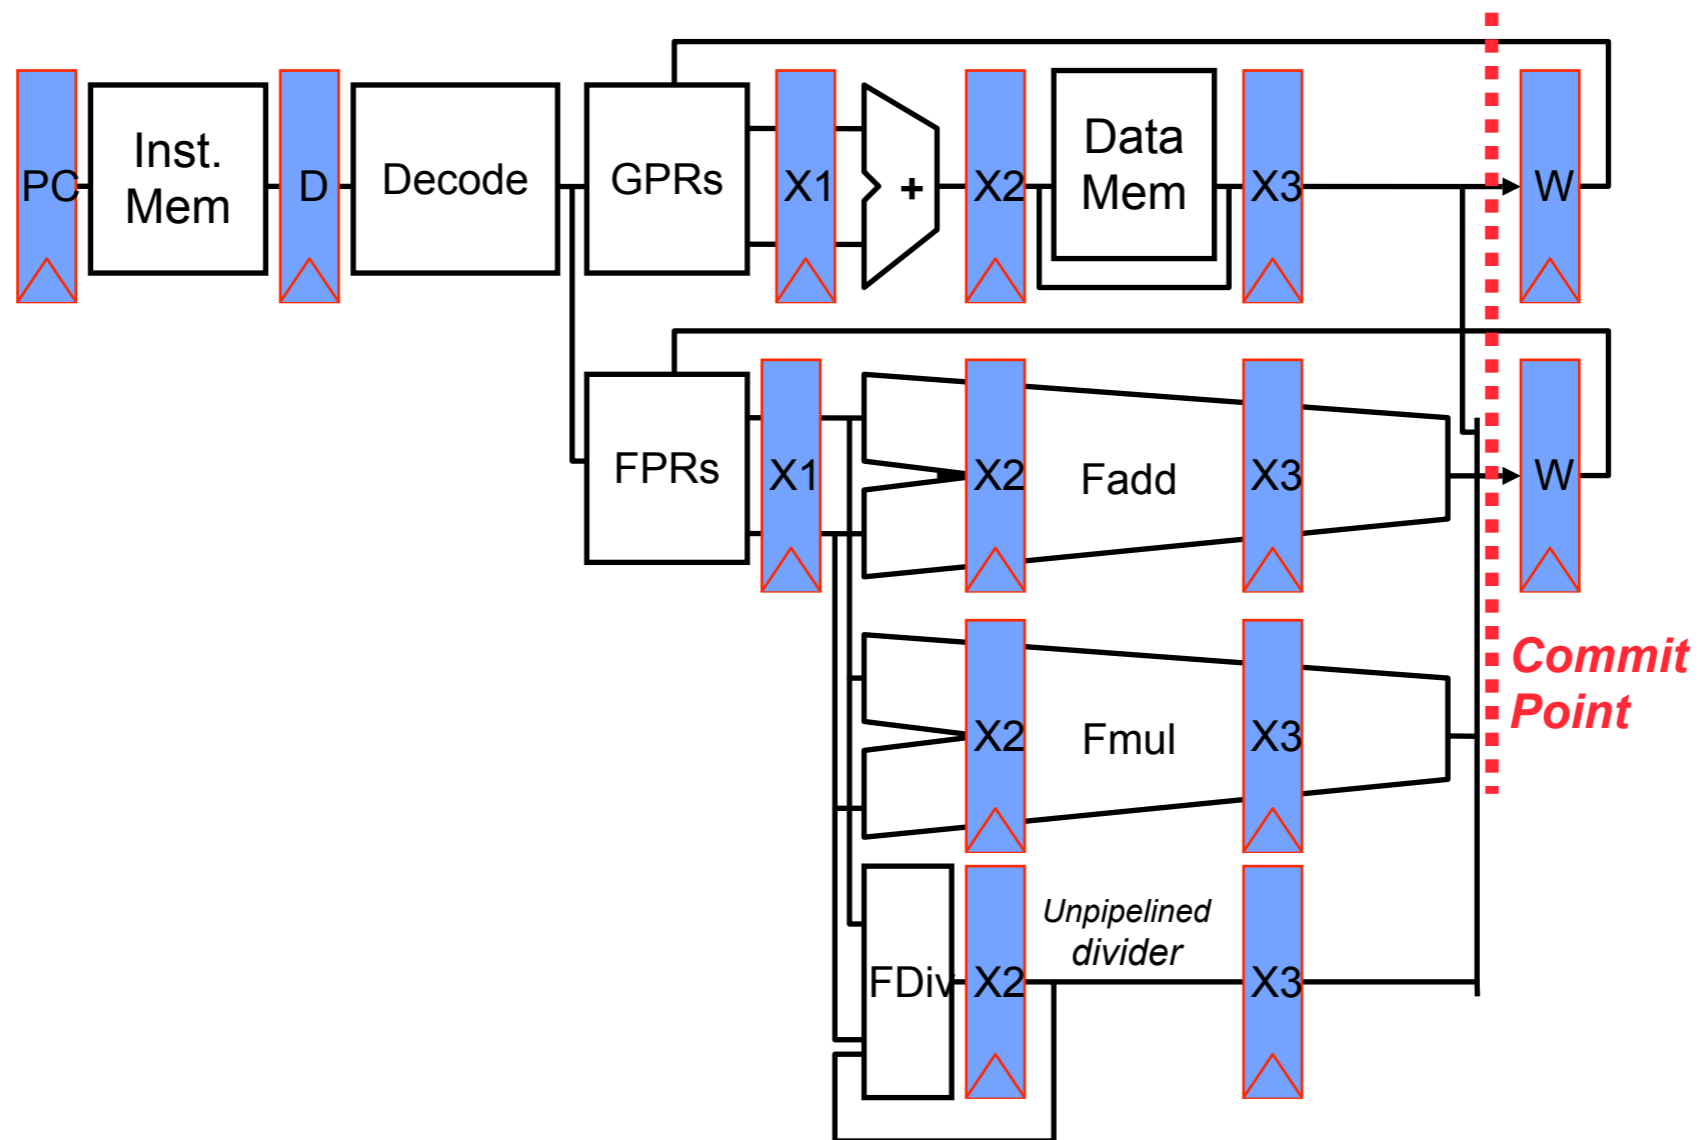 PC
Inst.
Mem
D
Decode
GPRs
X1
+
X2
Data
Mem
X3
W
FPRs
X1
X2
Fadd
X3
W
X2
Fmul
X3
Commit
Point
FDiv
X2
Unpipelined
divider
X3